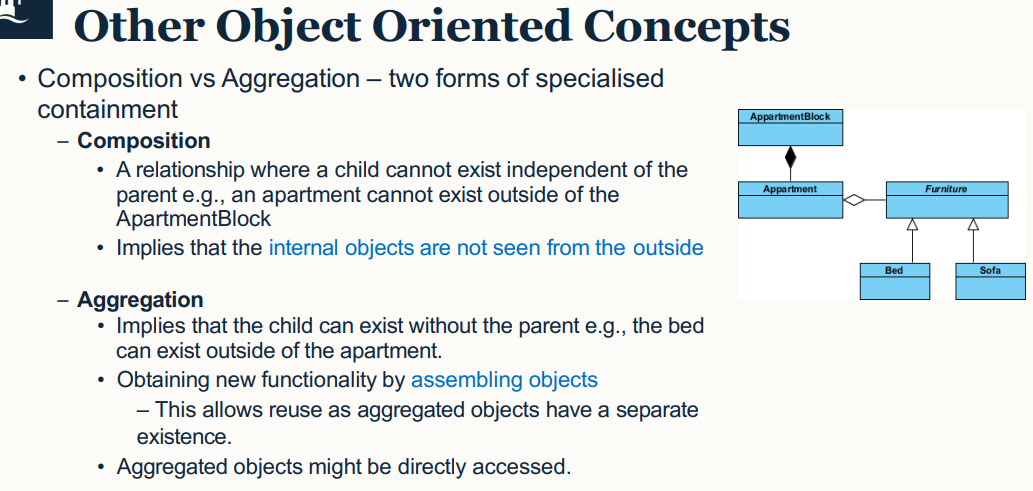 Other Object Oriented Concepts
• Composition vs Aggregation – two forms of specialised
containment
– Composition
• A relationship where a child cannot exist independent of the
parent e.g., an apartment cannot exist outside of the
ApartmentBlock
• Implies that the internal objects are not seen from the outside
– Aggregation
• Implies that the child can exist without the parent e.g., the bed
can exist outside of the apartment.
• Obtaining new functionality by assembling objects
– This allows reuse as aggregated objects have a separate
existence.
• Aggregated objects might be directly accessed.
AppartmentBlock
Appartment
Furniture
Bed
Sofa